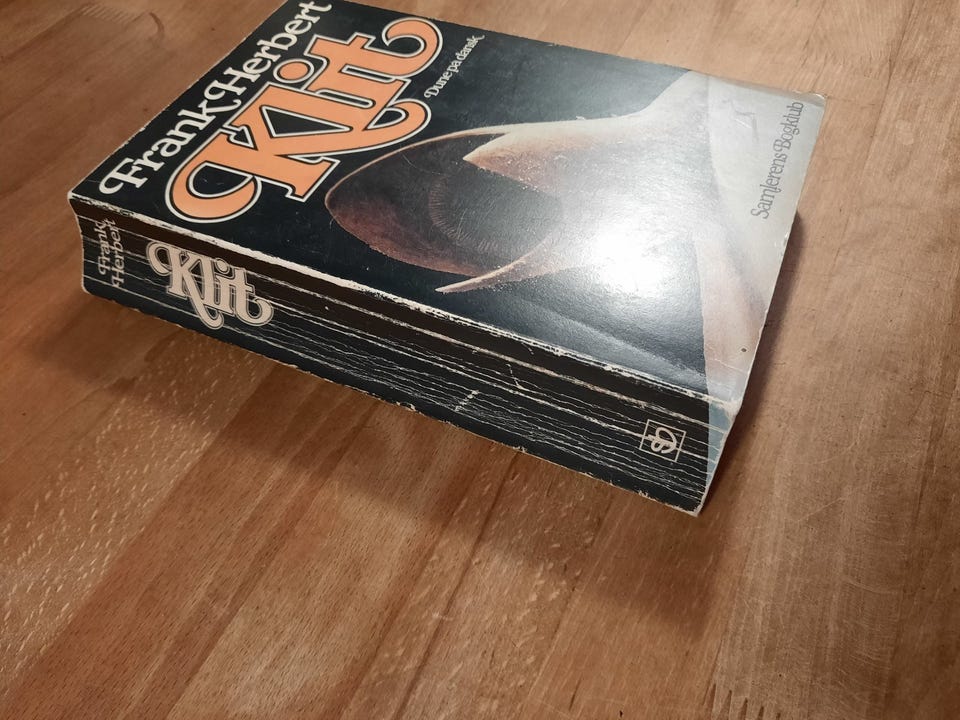 Frank Herbert
Klit
Dune på dansk
Samlerens Bogklub
Frank
Herbert
Klit